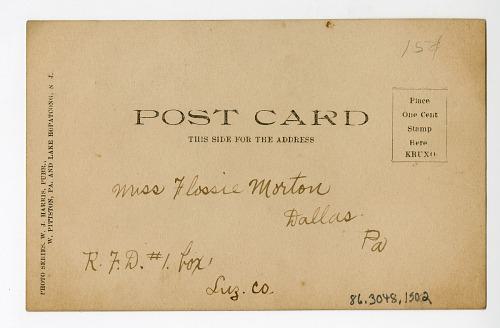 15¢
POST CARD
THIS SIDE FOR THE ADDRESS
Place
One Cent
Stamp
Here
KRUXO
PHOTO SERIES, W. J. HARRIS, PUBR.,
W. PITTSTON, PA. AND LAKE HOPATCONG, N. J.
Miss Flossie Morton
Dallas.
Pa
R.F.D. #1. box,
Luz. Co.
86.3048.1502